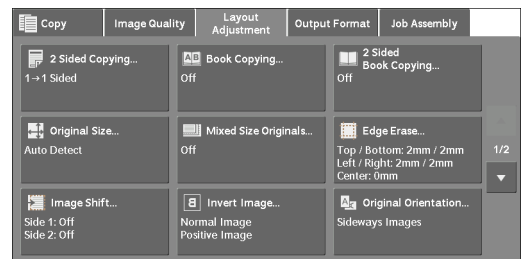 Copy
Image Quality
Layout
Adjustment
Output Format
Job Assembly
2 Sided Copying...
1→1 Sided
Book Copying...
Off
2 Sided
Book Copying...
Off
Original Size...
Auto Detect
Mixed Size Originals...
Off
Edge Erase...
Top / Bottom: 2mm / 2mm
Left / Right: 2mm / 2mm
Center: 0mm
1/2
Image Shift...
Side 1: Off
Side 2: Off
Invert Image...
Normal Image
Positive Image
Original Orientation...
Sideways Images